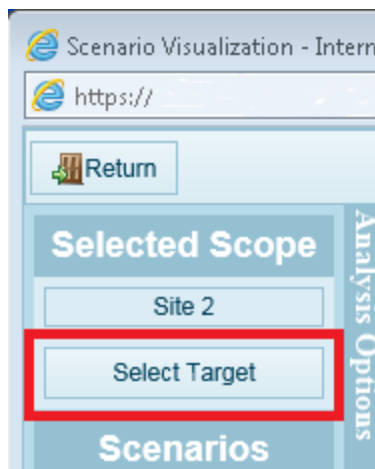 Scenario Visualization - Intern
https://
Return
Selected Scope
Site 2
Select Target
Scenarios
Analysis Options